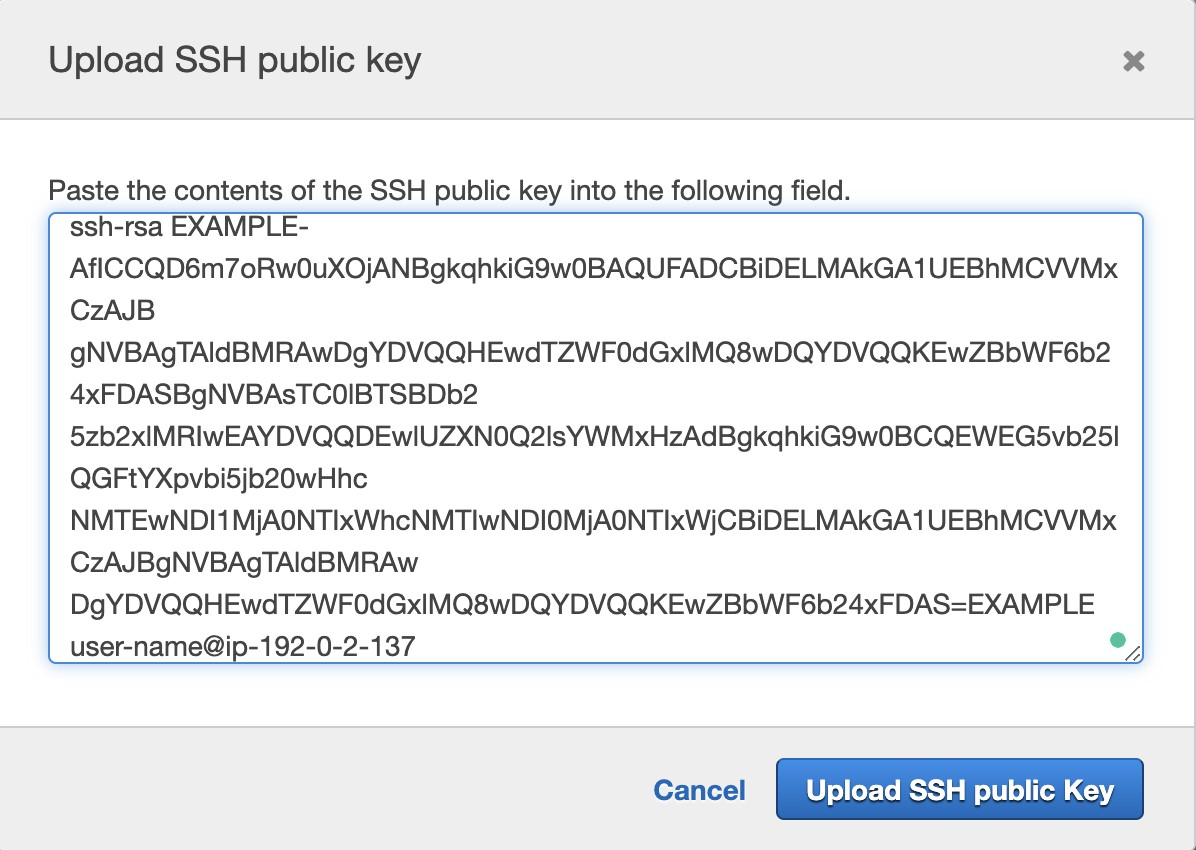 Upload SSH public key
Paste the contents of the SSH public key into the following field.
ssh-rsa EXAMPLE-
AfICCQD6m7oRw0uXOjANBgkqhkiG9w0BAQUFADCBiDELMAkGA1UEBhMCVVMx
CzAJB
gNVBAgTAldBMRAwDgYDVQQHEwdTZWF0dGxlMQ8wDQYDVQQKEwZBbWF6b2
4xFDASBgNVBAsTC0lBTSBDb2
5zb2xlMRIwEAYDVQQDEwlUZXN0Q2lsYWMxHzAdBgkqhkiG9w0BCQEWEG5vb25l
QGFtYXpvbi5jb20wHhc
NMTEwNDI1MjA0NTIxWhcNMTIwNDI0MjA0NTIxWjCBiDELMAkGA1UEBhMCVVMx
CzAJBgNVBAgTAldBMRAw
DgYDVQQHEwdTZWF0dGxlMQ8wDQYDVQQKEwZBbWF6b24xFDAS=EXAMPLE
user-name@ip-192-0-2-137
Cancel
Upload SSH public Key